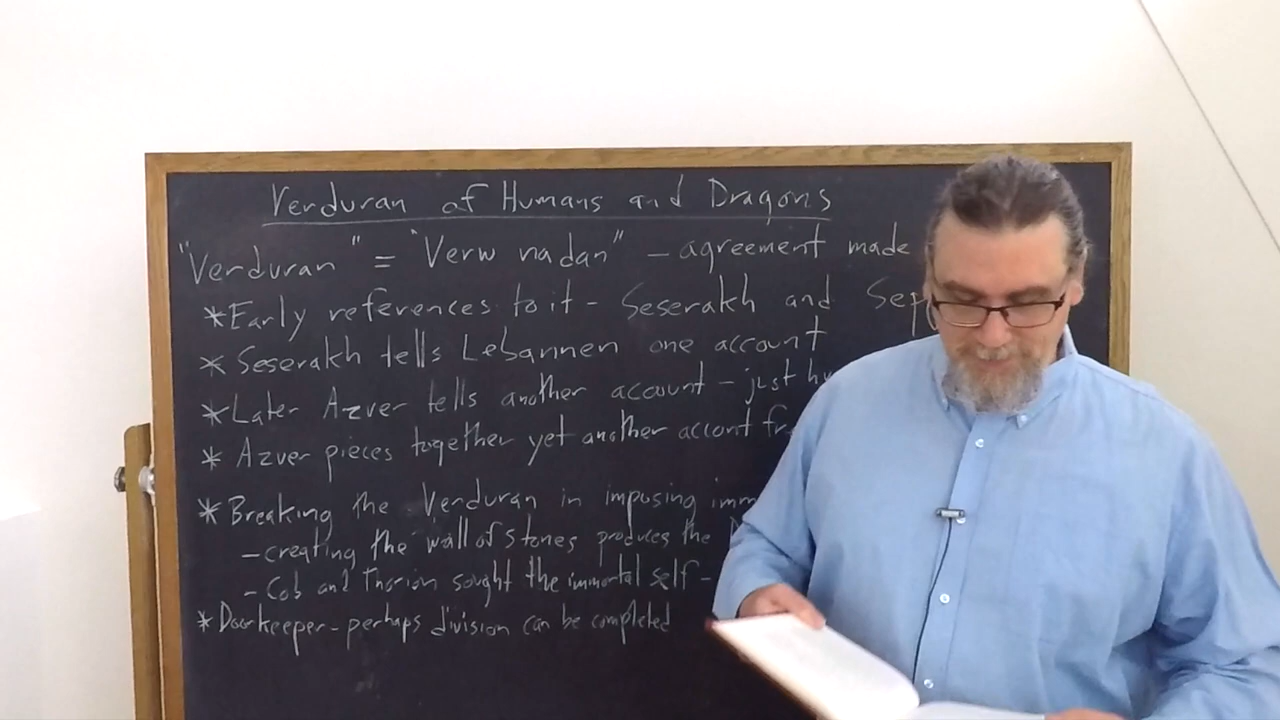 Verduran of Humans and Dragons
"Verduran" = "Verw nadan" – agreement made
*Early references to it – Seserakh and Sep
* Seserakh tells Lebannen one account
*Later Azver tells another account – just hu
* Azver pieces together yet another accont fr
*Breaking the Verduran in imposing imm
–creating the wall of stones produces the
– Cob and Thorion sought the immortal self –
*Doorkeeper – perhaps division can be completed